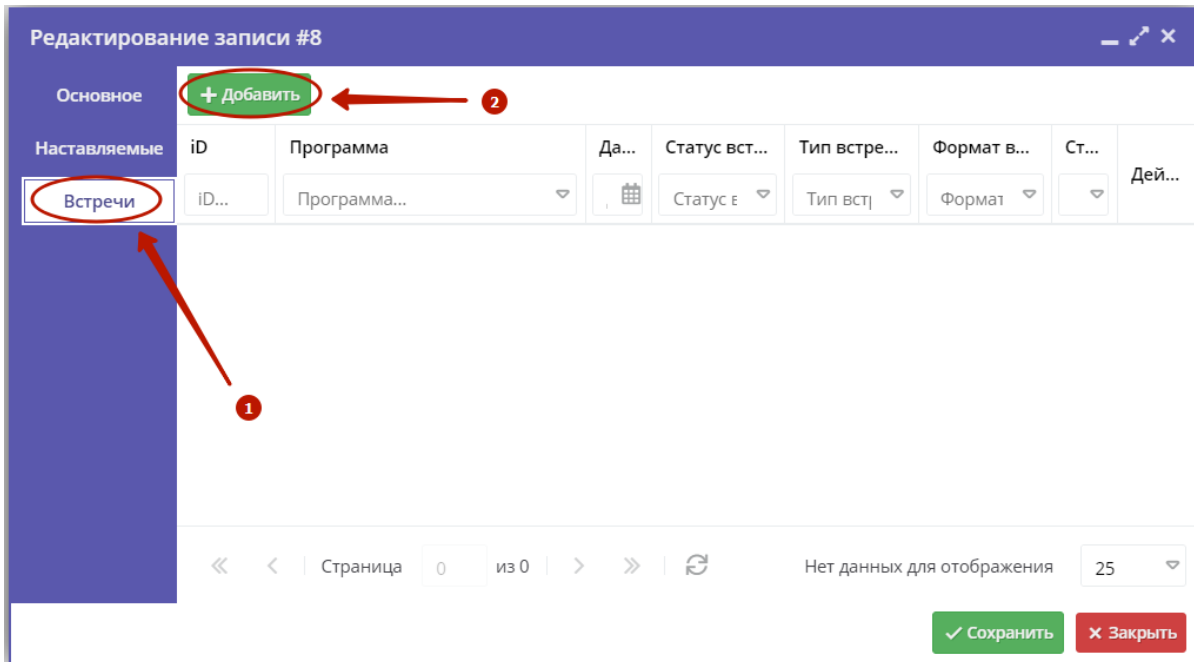 Редактирование записи #8
Основное
+ Добавить
2
Наставляемые
iD
Программа
Да...
Статус вст...
Тип встре...
Формат в...
Ст...
Дей...
Встречи
iD...
Программа...
Статус в
Тип вст
Формат
1
Страница 0 из 0
Нет данных для отображения
25
Сохранить
Закрыть